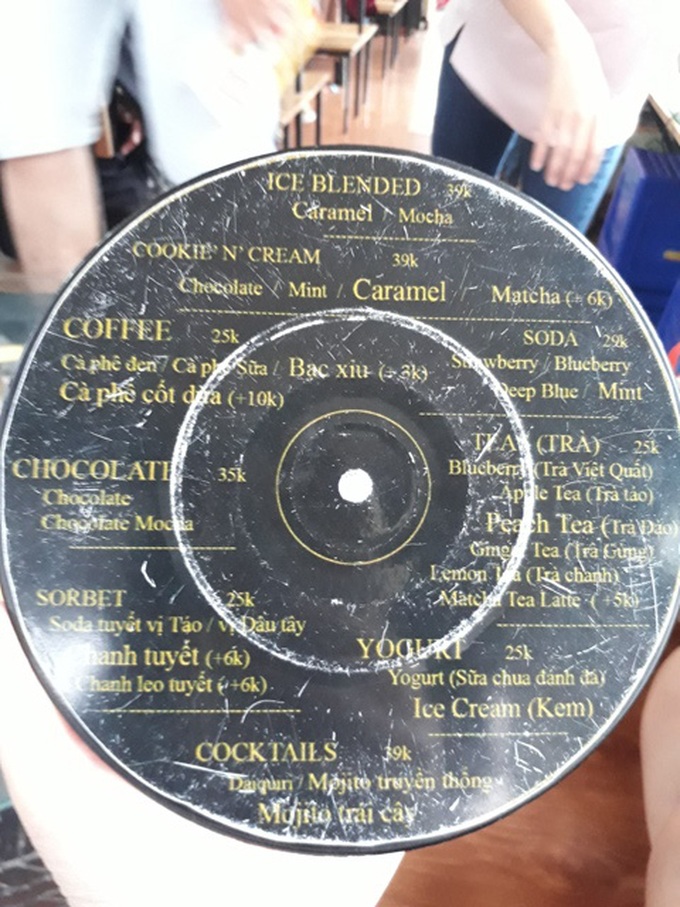 ICE BLENDED 39k
Caramel / Mocha
COOKIE' N' CREAM 39k
Chocolate / Mint / Caramel / Matcha (+ 6k)
COFFEE 25k
Cà phê đen / Cà phê Sữa / Bạc xỉu (+ 3k)
Cà phê cốt dừa (+10k)
CHOCOLATE 35k
Chocolate
Chocolate Mocha
SORBET 25k
Soda tuyết vị Táo / vị Dâu tây
Chanh tuyết (+6k)
Chanh leo tuyết (+6k)
SODA 29k
Strawberry / Blueberry
Deep Blue / Mint
TEA (TRÀ) 25k
Blueberry (Trà Việt Quất)
Apple Tea (Trà táo)
Peach Tea (Trà Đào)
Ginger Tea (Trà Gừng)
Lemon Tea (Trà chanh)
Matcha Tea Latte (+5k)
YOGURT 25k
Yogurt (Sữa chua đánh đá)
Ice Cream (Kem)
COCKTAILS 39k
Daiquiri / Mojito truyền thống
Mojito trái cây